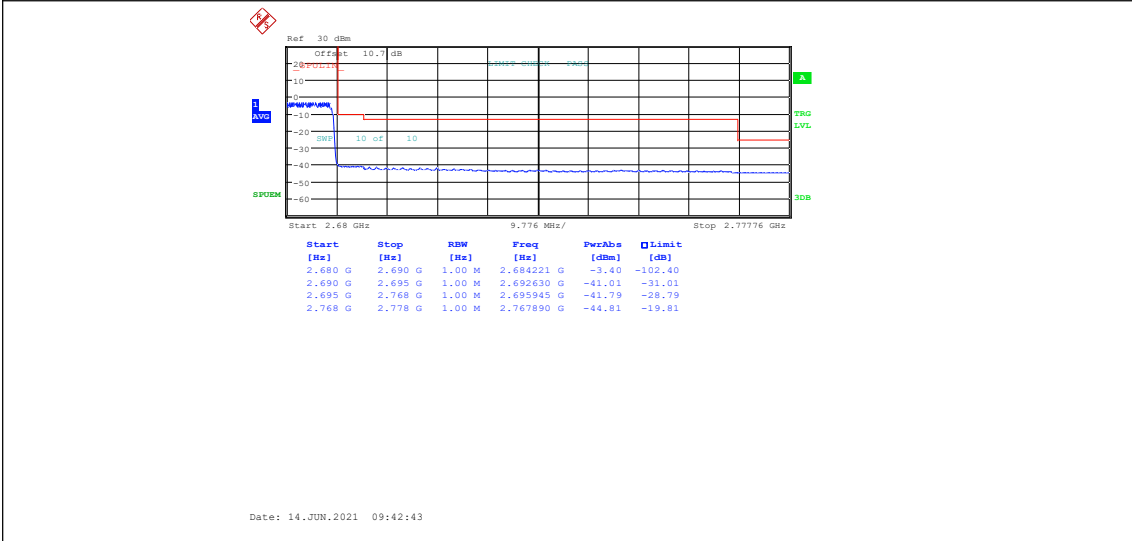 R S
Ref 30 dBm
Offset 10.7 dB
20
_SPULIN_
LIMIT CHECK PASS
A
10
0
1
AVG
-10
TRG
LVL
-20
SWP 10 of 10
-30
-40
-50
SPUEM
-60
3DB
Start 2.68 GHz 9.776 MHz/ Stop 2.77776 GHz
Start Stop RBW Freq PwrAbs ΔLimit
[Hz] [Hz] [Hz] [Hz] [dBm] [dB]
2.680 G 2.690 G 1.00 M 2.684221 G -3.40 -102.40
2.690 G 2.695 G 1.00 M 2.692630 G -41.01 -31.01
2.695 G 2.768 G 1.00 M 2.695945 G -41.79 -28.79
2.768 G 2.778 G 1.00 M 2.767890 G -44.81 -19.81
Date: 14.JUN.2021 09:42:43